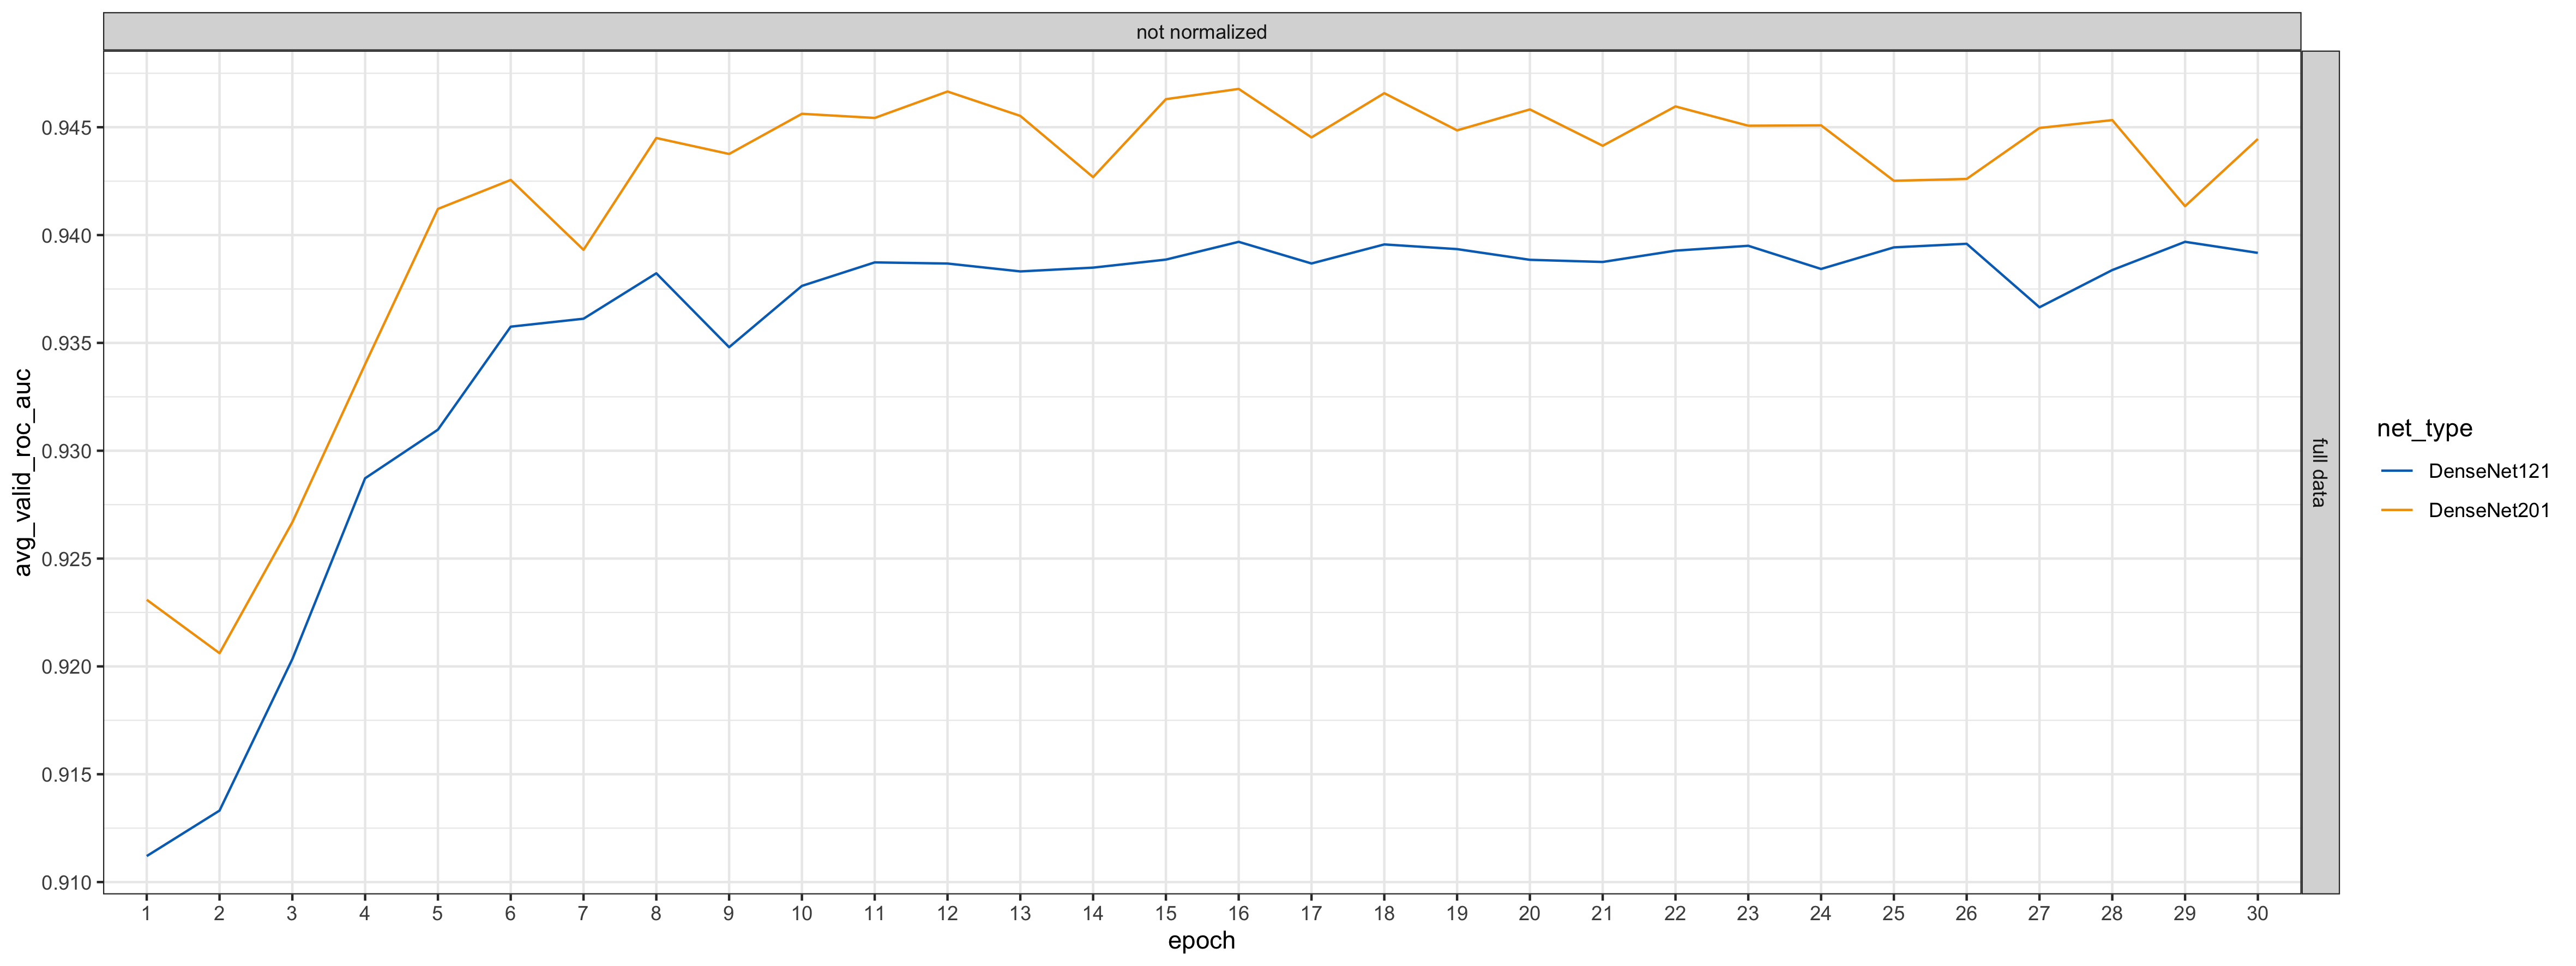 not normalized
avg_valid_roc_auc
0.945
0.940
0.935
0.930
0.925
0.920
0.915
0.910
full data
1 2 3 4 5 6 7 8 9 10 11 12 13 14 15 16 17 18 19 20 21 22 23 24 25 26 27 28 29 30
epoch
net_type
DenseNet121
DenseNet201